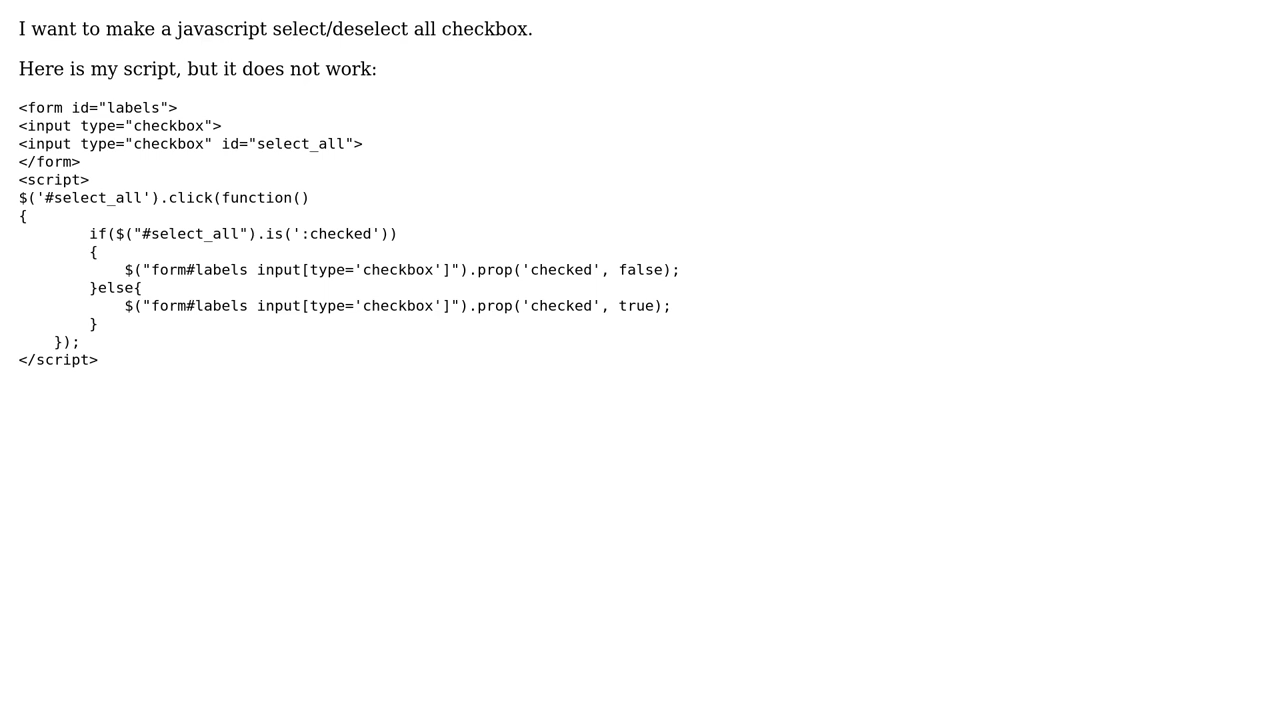 I want to make a javascript select/deselect all checkbox.
Here is my script, but it does not work:
<form id="labels">
<input type="checkbox">
<input type="checkbox" id="select_all">
</form>
<script>
$('#select_all').click(function()
{
        if($("#select_all").is(':checked'))
        {
            $("form#labels input[type='checkbox']").prop('checked', false);
        }else{
            $("form#labels input[type='checkbox']").prop('checked', true);
        }
    });
</script>